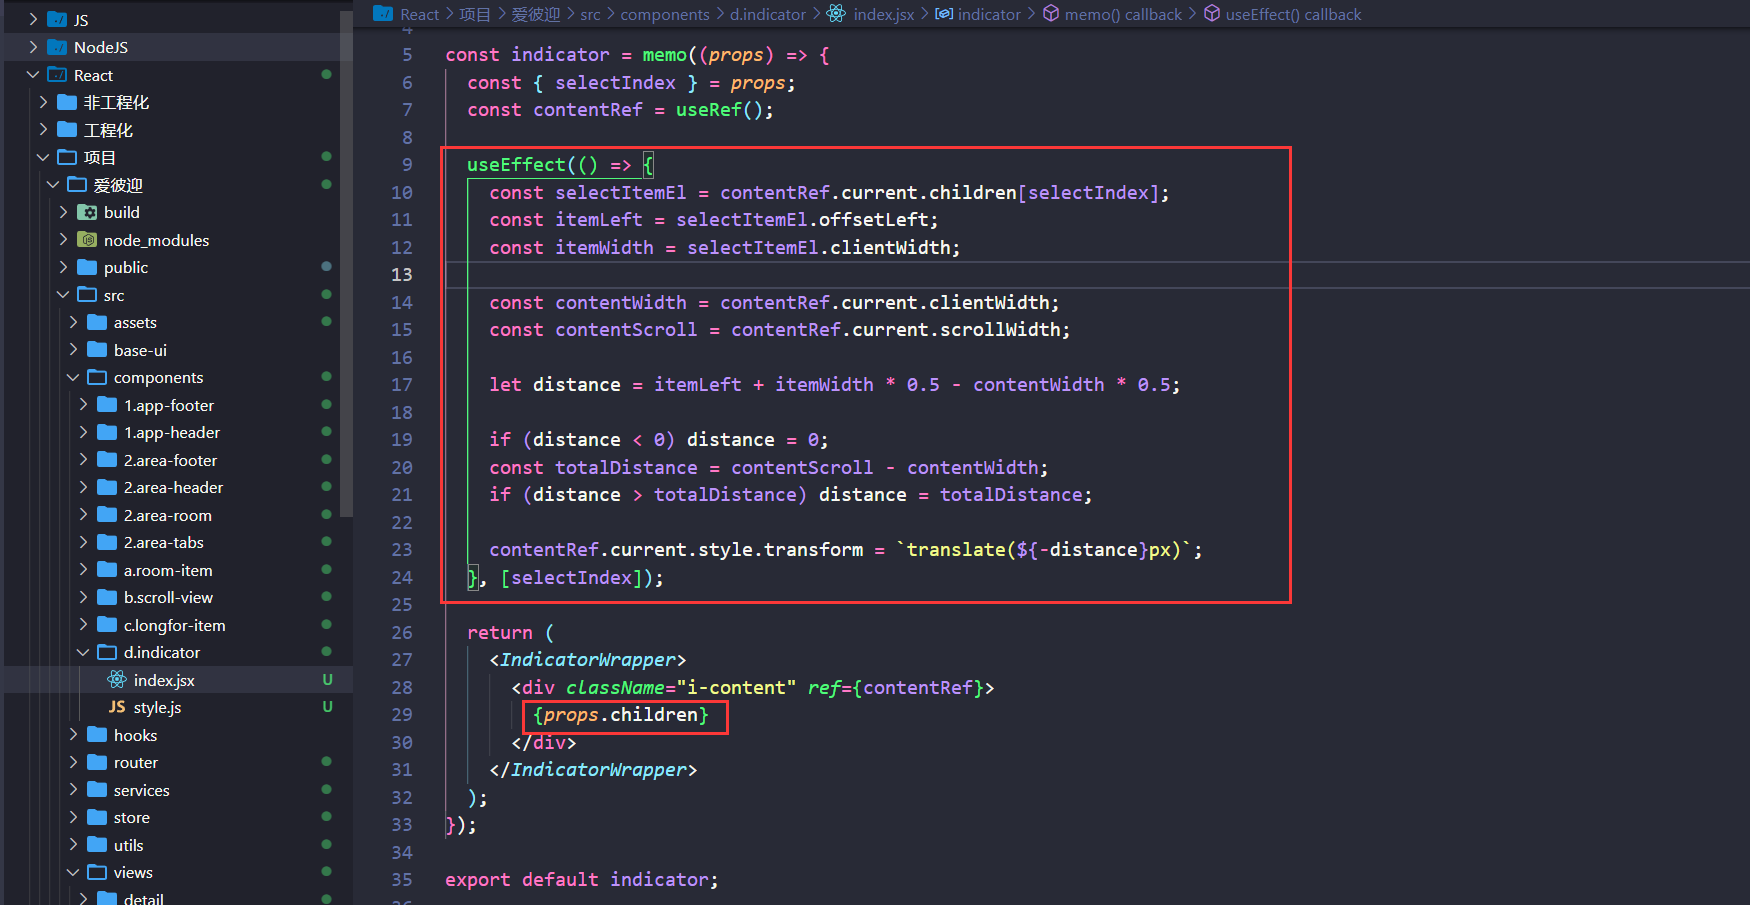 JS
NodeJS
React
非工程化
工程化
项目
爱彼迎
build
node_modules
public
src
assets
base-ui
components
1.app-footer
1.app-header
2.area-footer
2.area-header
2.area-room
2.area-tabs
a.room-item
b.scroll-view
c.longfor-item
d.indicator
index.jsx U
JS style.js U
hooks
router
services
store
utils
views
detail
React > 项目 > 爱彼迎 > src > components > d.indicator > index.jsx > indicator > memo() callback > useEffect() callback
4
5 const indicator = memo((props) => {
6 const { selectIndex } = props;
7 const contentRef = useRef();
8
9 useEffect(() => {
10 const selectItemEl = contentRef.current.children[selectIndex];
11 const itemLeft = selectItemEl.offsetLeft;
12 const itemWidth = selectItemEl.clientWidth;
13
14 const contentWidth = contentRef.current.clientWidth;
15 const contentScroll = contentRef.current.scrollWidth;
16
17 let distance = itemLeft + itemWidth * 0.5 - contentWidth * 0.5;
18
19 if (distance < 0) distance = 0;
20 const totalDistance = contentScroll - contentWidth;
21 if (distance > totalDistance) distance = totalDistance;
22
23 contentRef.current.style.transform = `translate(${-distance}px)`;
24 }, [selectIndex]);
25
26 return (
27 <IndicatorWrapper>
28 <div className="i-content" ref={contentRef}>
29 {props.children}
30 </div>
31 </IndicatorWrapper>
32 );
33 });
34
35 export default indicator;